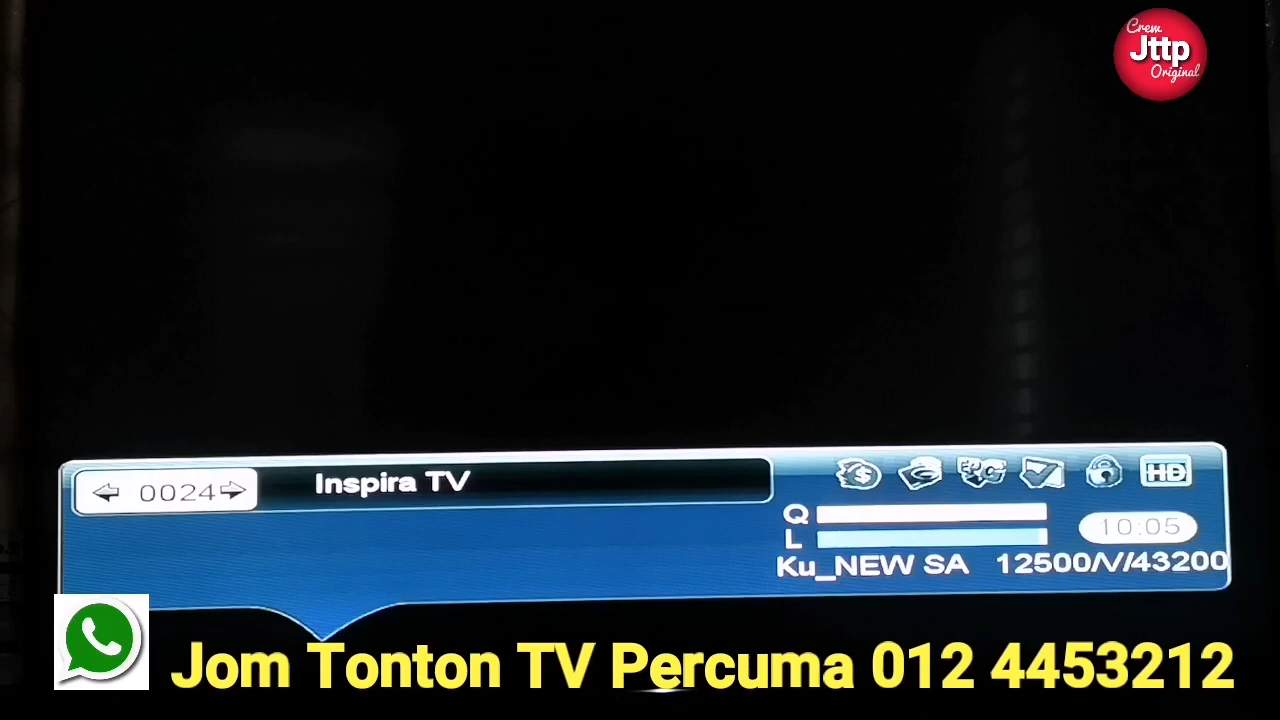 Crew
Jttp
Original
0024
Inspira TV
HD
Q
L
10:05
Ku_NEW SA 12500/V/43200
Jom Tonton TV Percuma 012 4453212